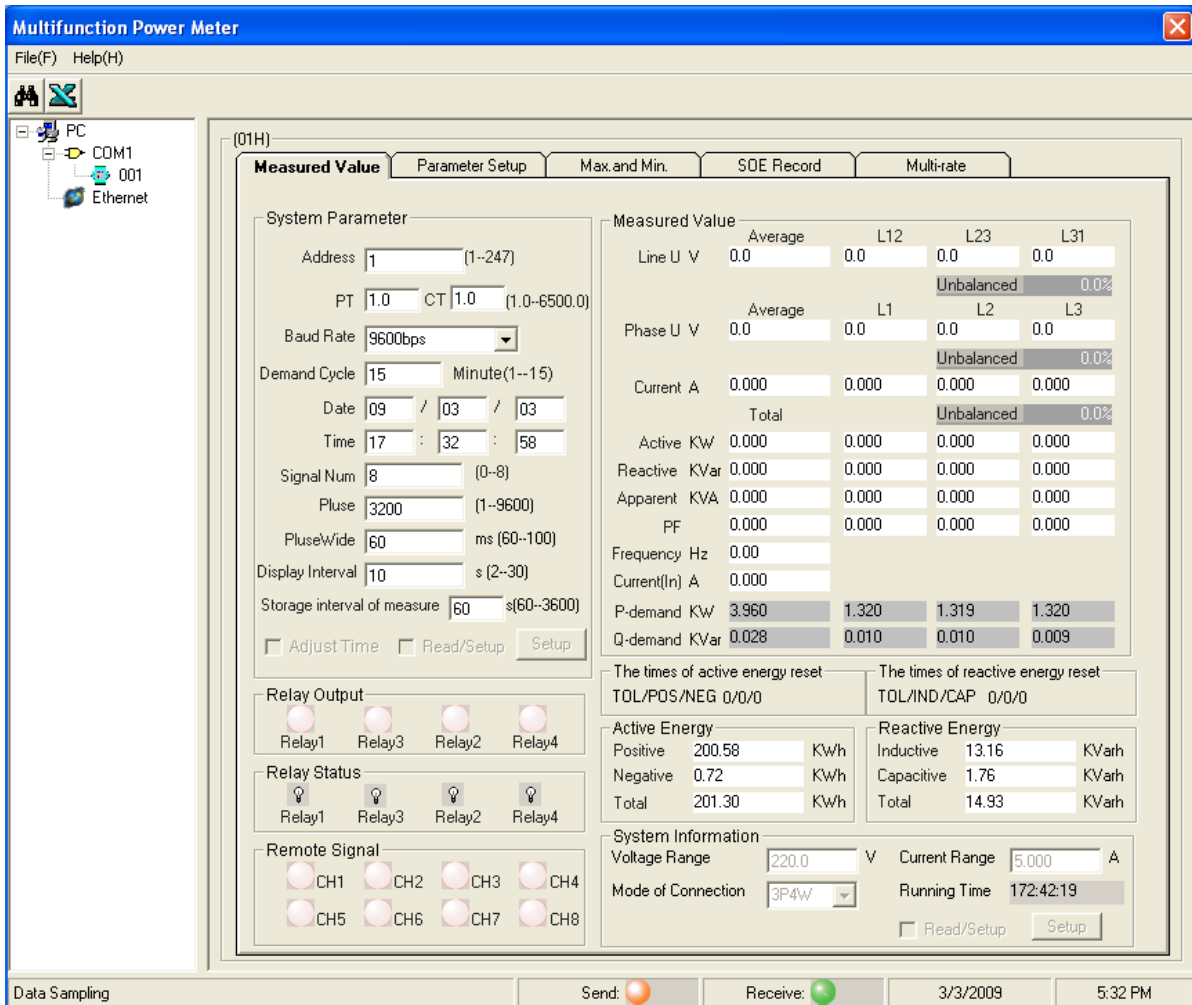 Multifunction Power Meter
File(F) Help(H)
PC
COM1
001
Ethernet
(01H)
Measured Value Parameter Setup Max.and Min. SOE Record Multi-rate
System Parameter
Address 1 (1--247)
PT 1.0 CT 1.0 (1.0--6500.0)
Baud Rate 9600bps
Demand Cycle 15 Minute(1--15)
Date 09 / 03 / 03
Time 17 : 32 : 58
Signal Num 8 (0--8)
Pluse 3200 (1--9600)
PluseWide 60 ms (60--100)
Display Interval 10 s (2--30)
Storage interval of measure 60 s(60--3600)
Adjust Time Read/Setup Setup
Relay Output
Relay1 Relay3 Relay2 Relay4
Relay Status
Relay1 Relay3 Relay2 Relay4
Remote Signal
CH1 CH2 CH3 CH4
CH5 CH6 CH7 CH8
Measured Value
Average L12 L23 L31
Line U V 0.0 0.0 0.0 0.0
Unbalanced 0.0%
Average L1 L2 L3
Phase U V 0.0 0.0 0.0 0.0
Unbalanced 0.0%
Current A 0.000 0.000 0.000 0.000
Total Unbalanced 0.0%
Active KW 0.000 0.000 0.000 0.000
Reactive KVar 0.000 0.000 0.000 0.000
Apparent KVA 0.000 0.000 0.000 0.000
PF 0.000 0.000 0.000 0.000
Frequency Hz 0.00
Current(In) A 0.000
P-demand KW 3.960 1.320 1.319 1.320
Q-demand KVar 0.028 0.010 0.010 0.009
The times of active energy reset
TOL/POS/NEG 0/0/0
The times of reactive energy reset
TOL/IND/CAP 0/0/0
Active Energy
Positive 200.58 KWh
Negative 0.72 KWh
Total 201.30 KWh
Reactive Energy
Inductive 13.16 KVarh
Capacitive 1.76 KVarh
Total 14.93 KVarh
System Information
Voltage Range 220.0 V Current Range 5.000 A
Mode of Connection 3P4W Running Time 172:42:19
Read/Setup Setup
Data Sampling Send: Receive: 3/3/2009 5:32 PM